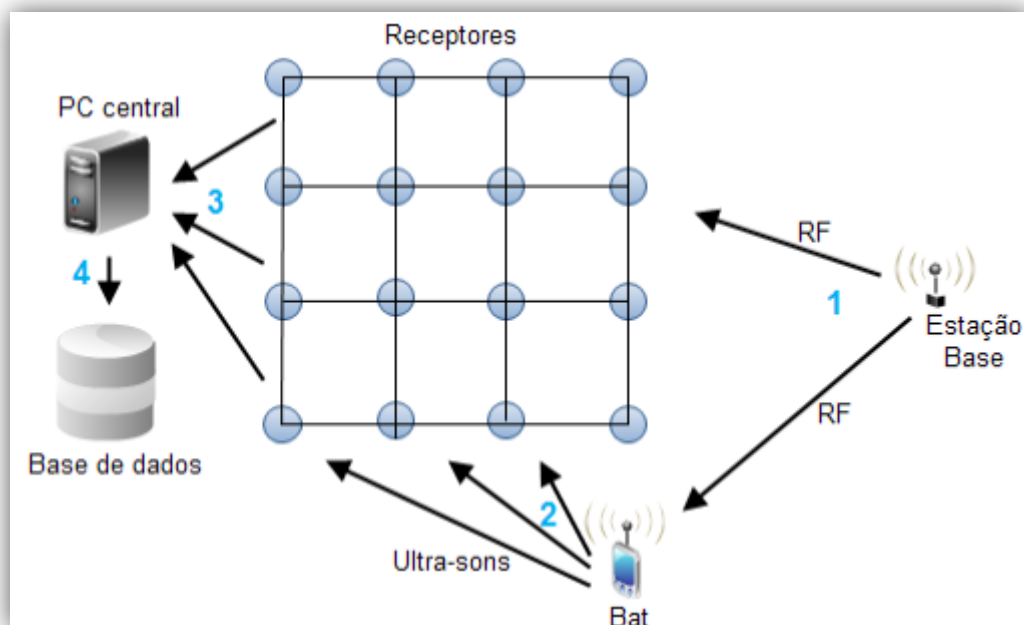 Receptores
PC central
3
RF
4
1
Estação
Base
RF
Base de dados
2
Ultra-sons
Bat